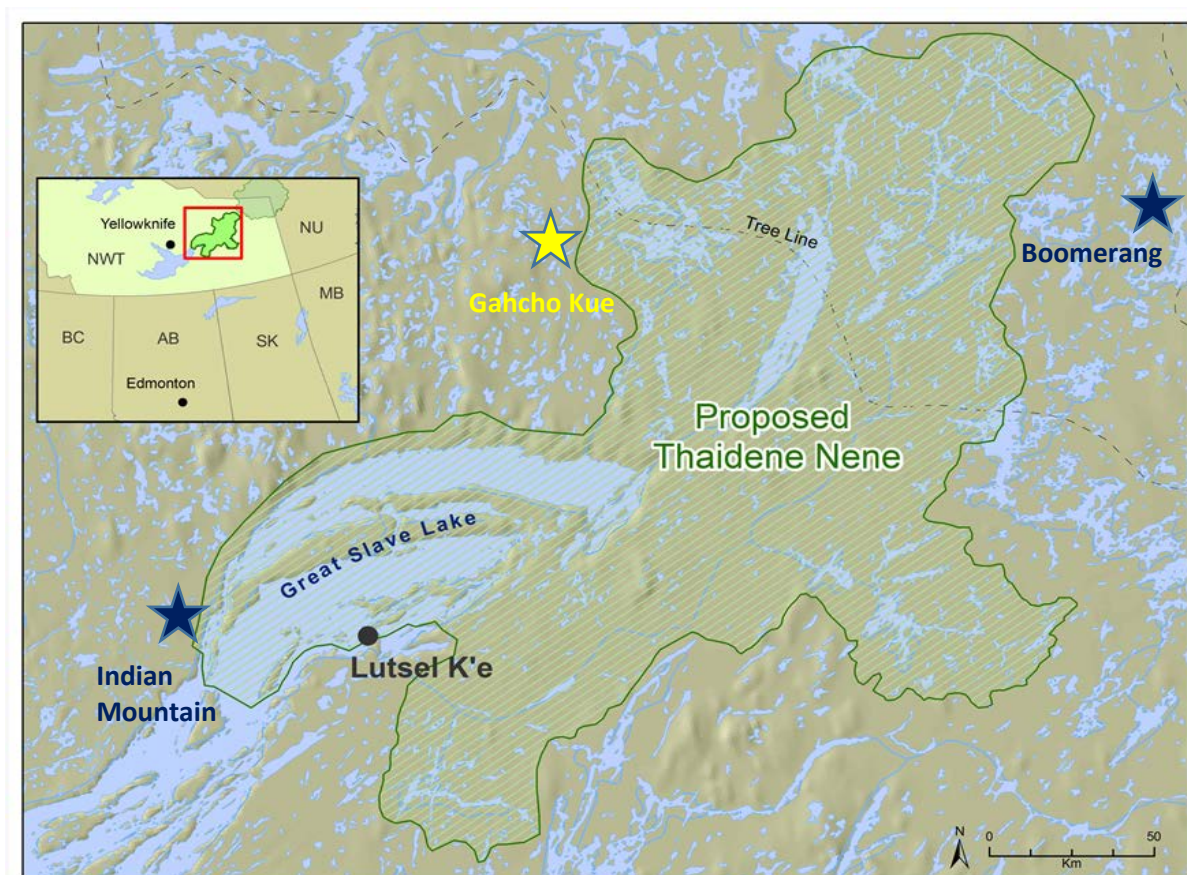 Yellowknife
NWT
NU
MB
BC
AB
SK
Edmonton
Gahcho Kue
Tree Line
Boomerang
Proposed
Thaidene Nene
Great Slave Lake
Lutsel K'e
Indian
Mountain
N
0
50
Km